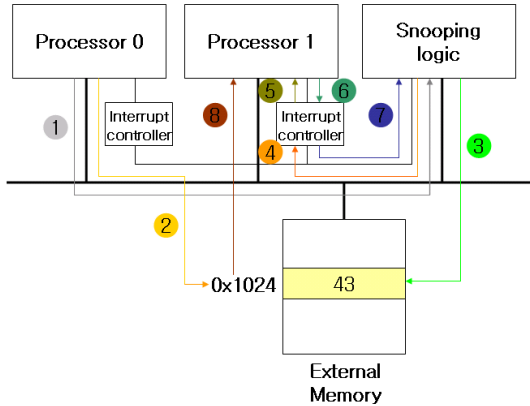 Processor 0
Processor 1
Snooping
logic
1
Interrupt
controller
8
5
6
Interrupt
controller
4
7
3
2
0x1024
43
External
Memory